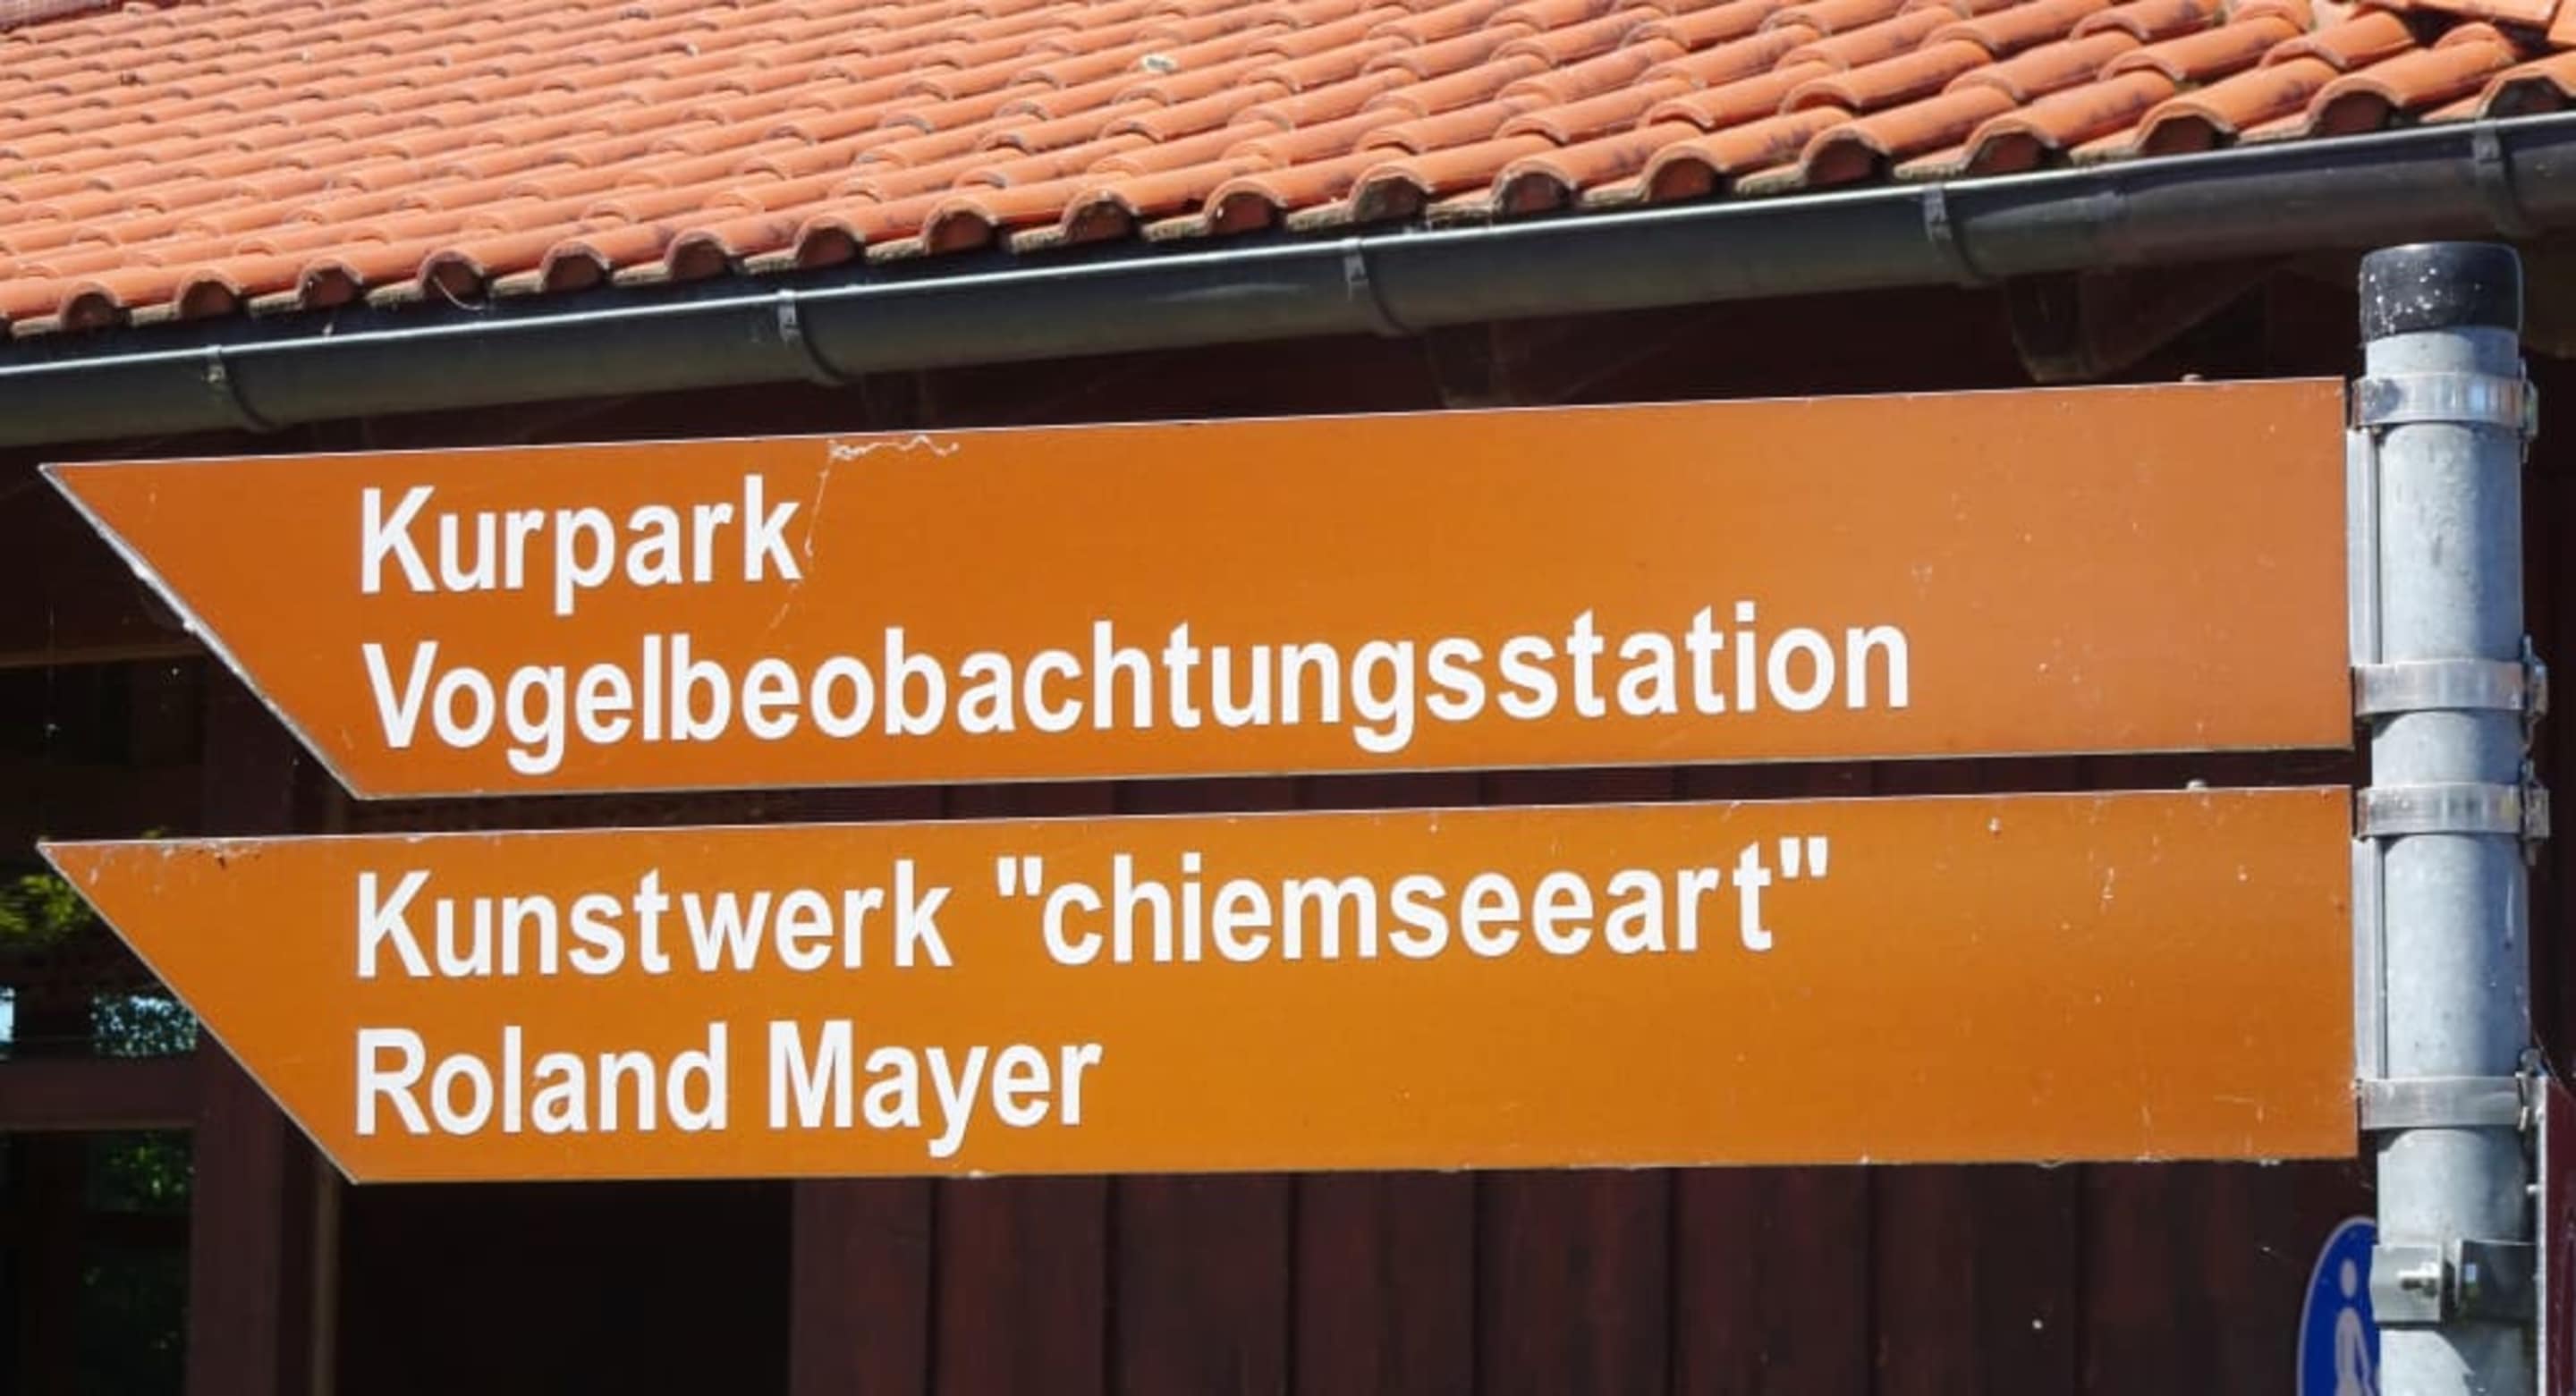 Kurpark
Vogelbeobachtungsstation
Kunstwerk "chiemseeart"
Roland Mayer